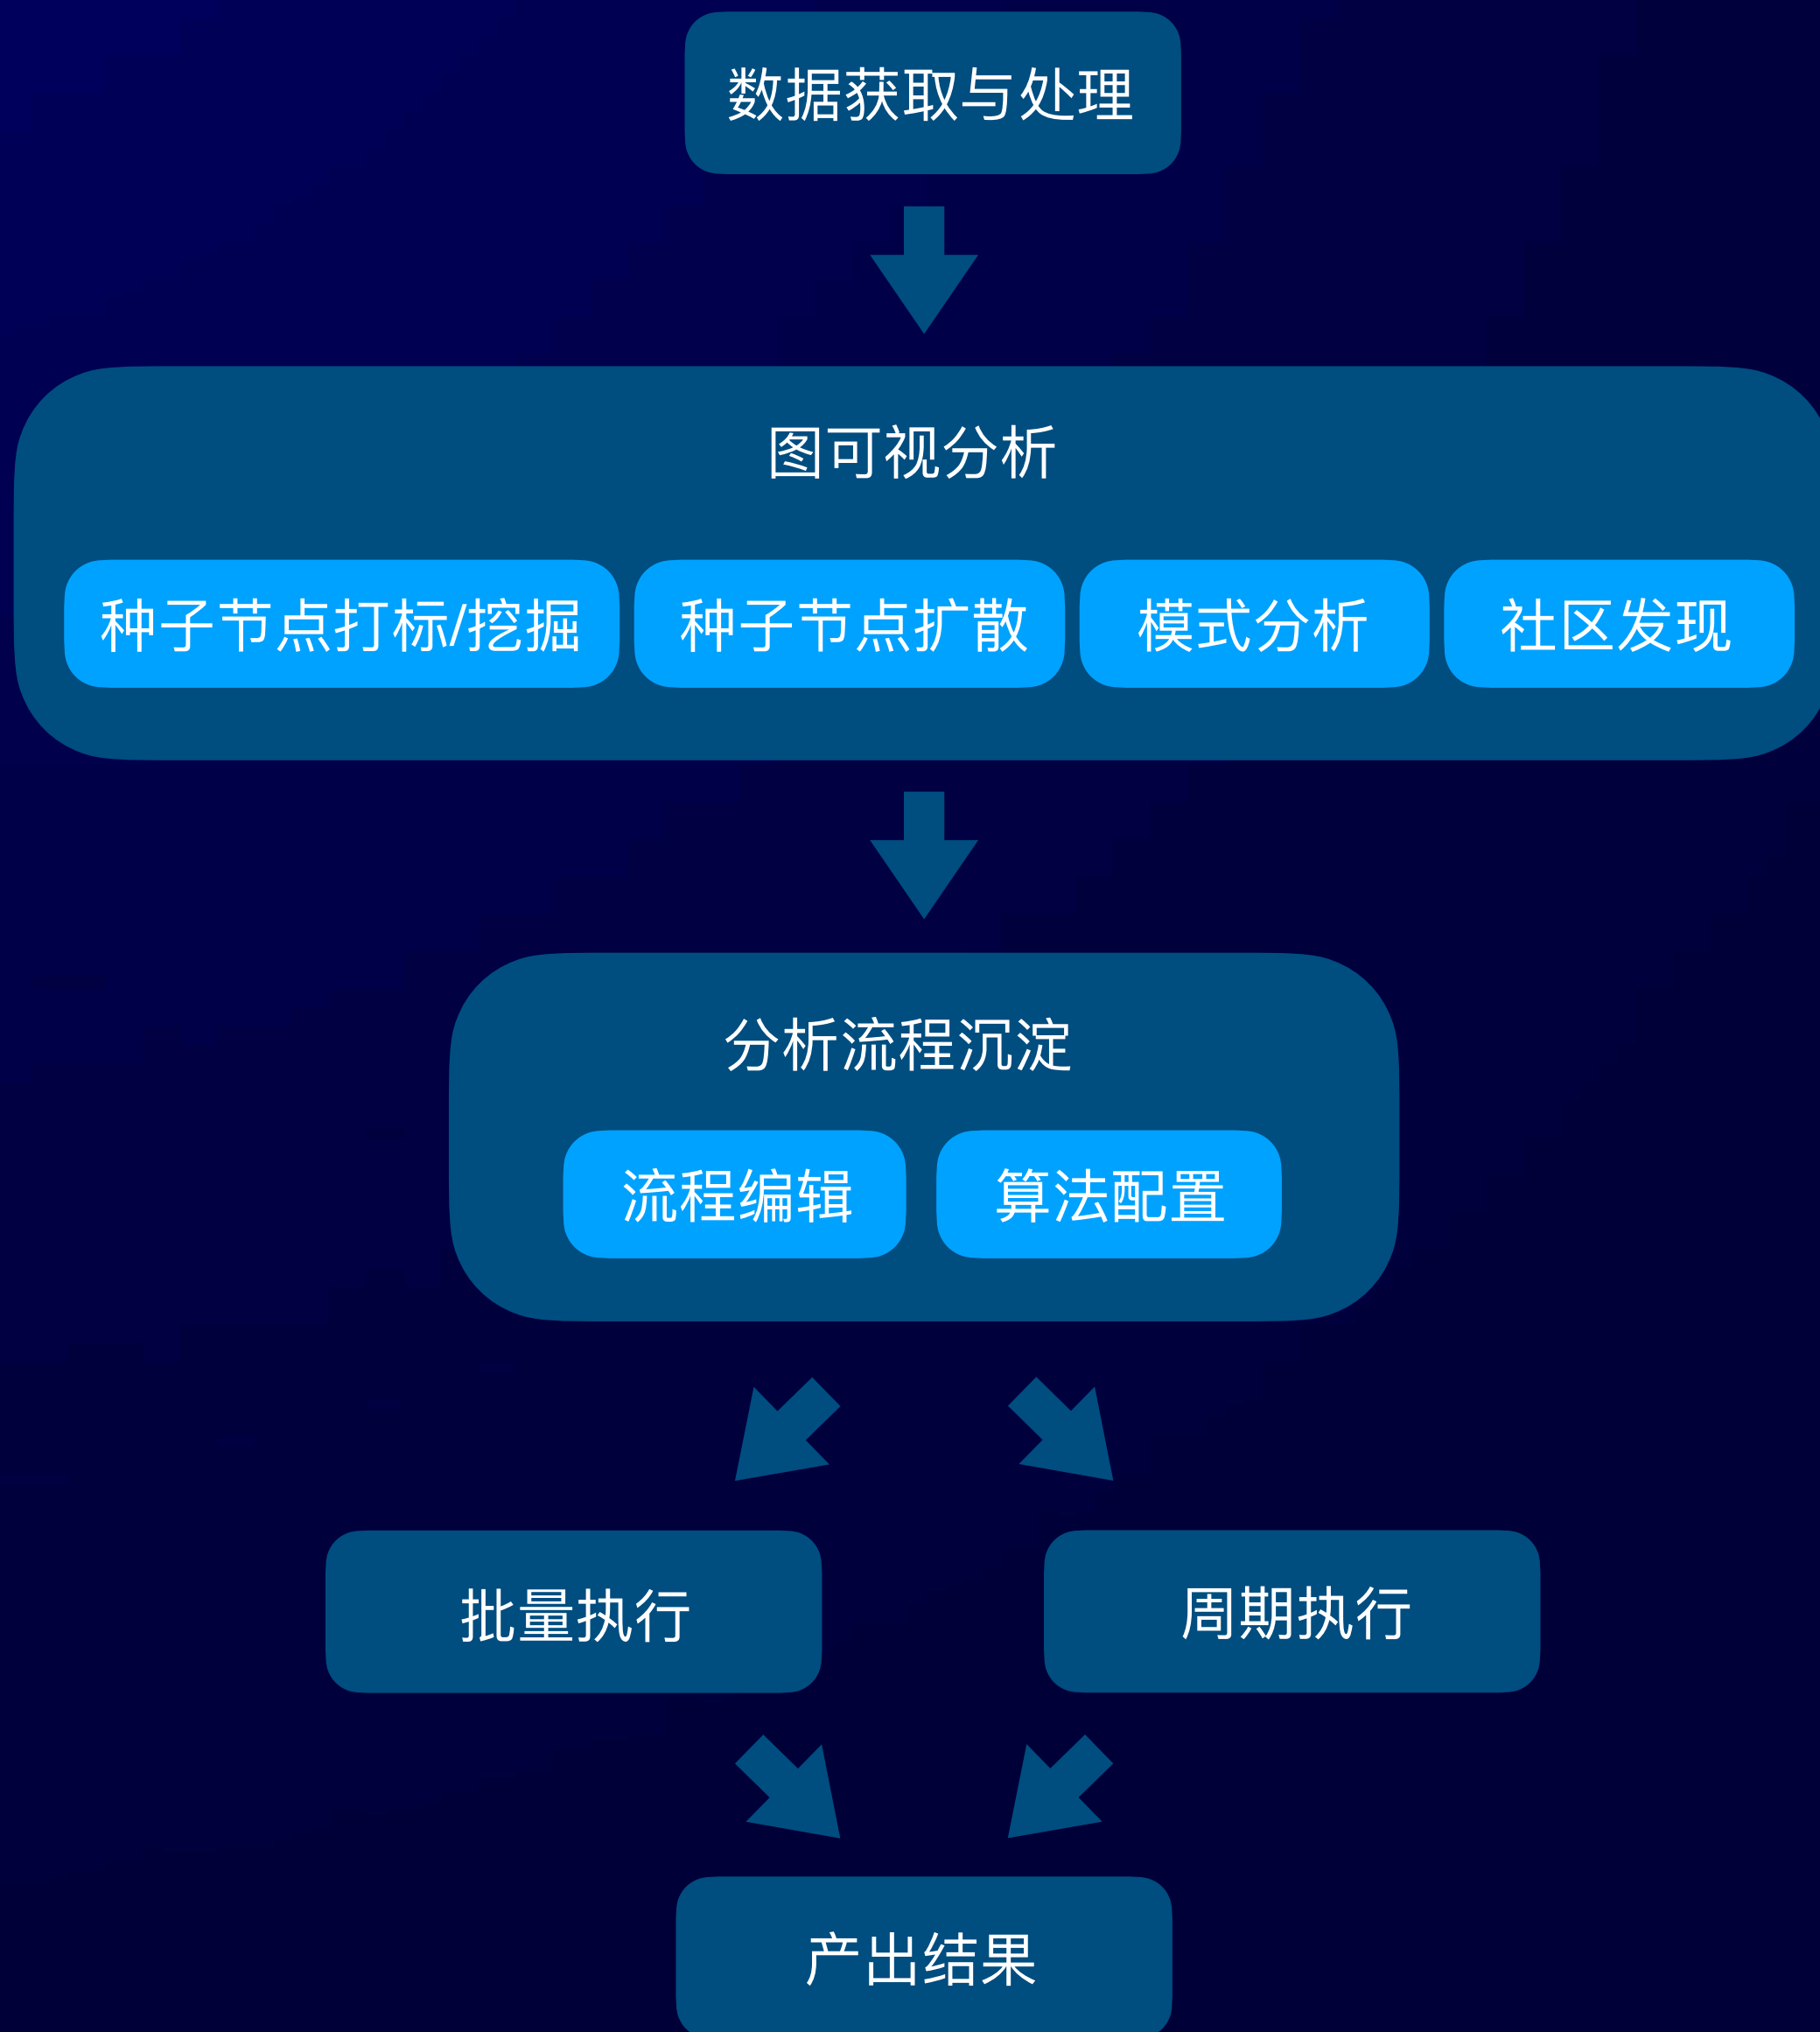 数据获取与处理
图可视分析
种子节点打标/挖掘
种子节点扩散
模式分析
社区发现
分析流程沉淀
流程编辑
算法配置
批量执行
周期执行
产出结果